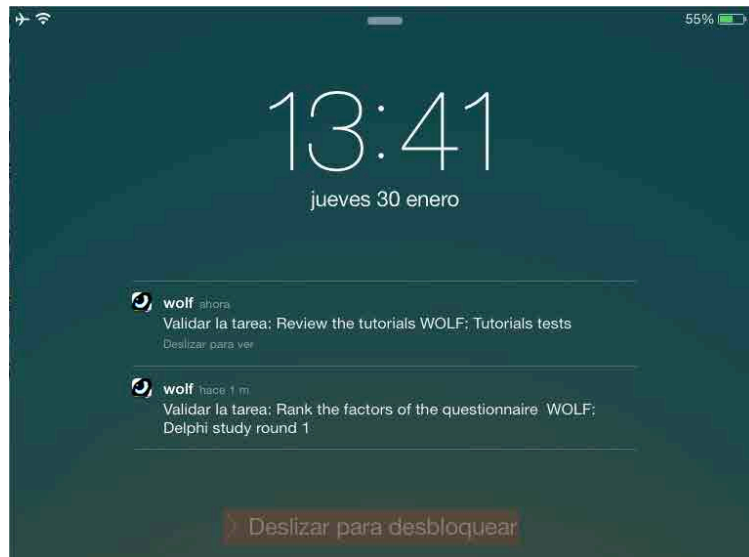 55%
13:41
jueves 30 enero
wolf ahora
Validar la tarea: Review the tutorials WOLF: Tutorials tests
Deslizar para ver
wolf hace 1 m
Validar la tarea: Rank the factors of the questionnaire WOLF:
Delphi study round 1
Deslizar para desbloquear